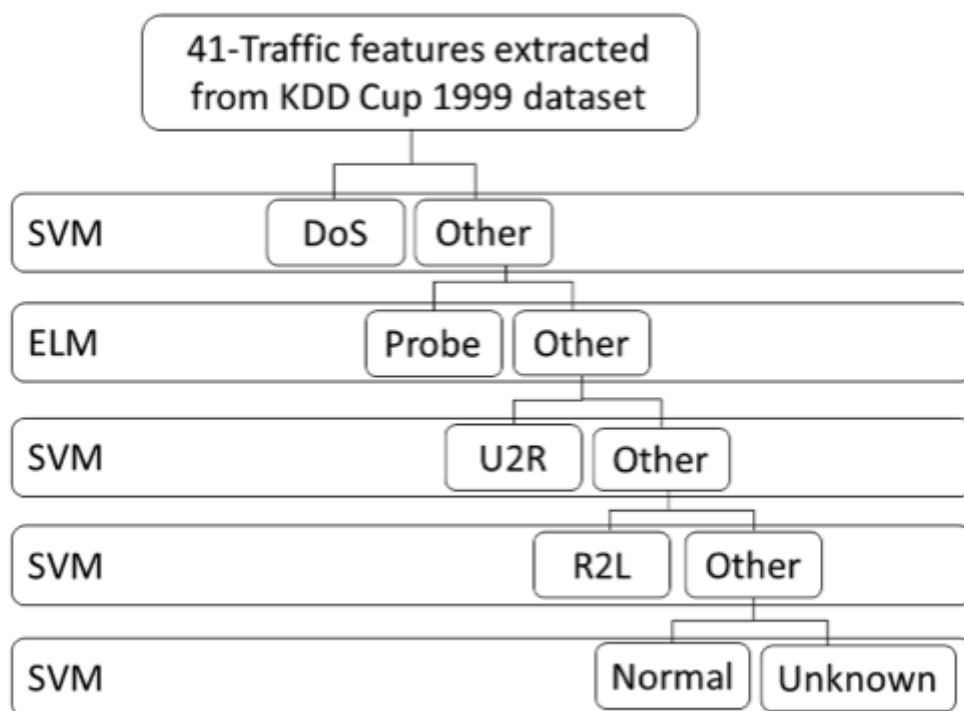 41-Traffic features extracted
from KDD Cup 1999 dataset
SVM
DoS
Other
ELM
Probe
Other
SVM
U2R
Other
SVM
R2L
Other
SVM
Normal
Unknown